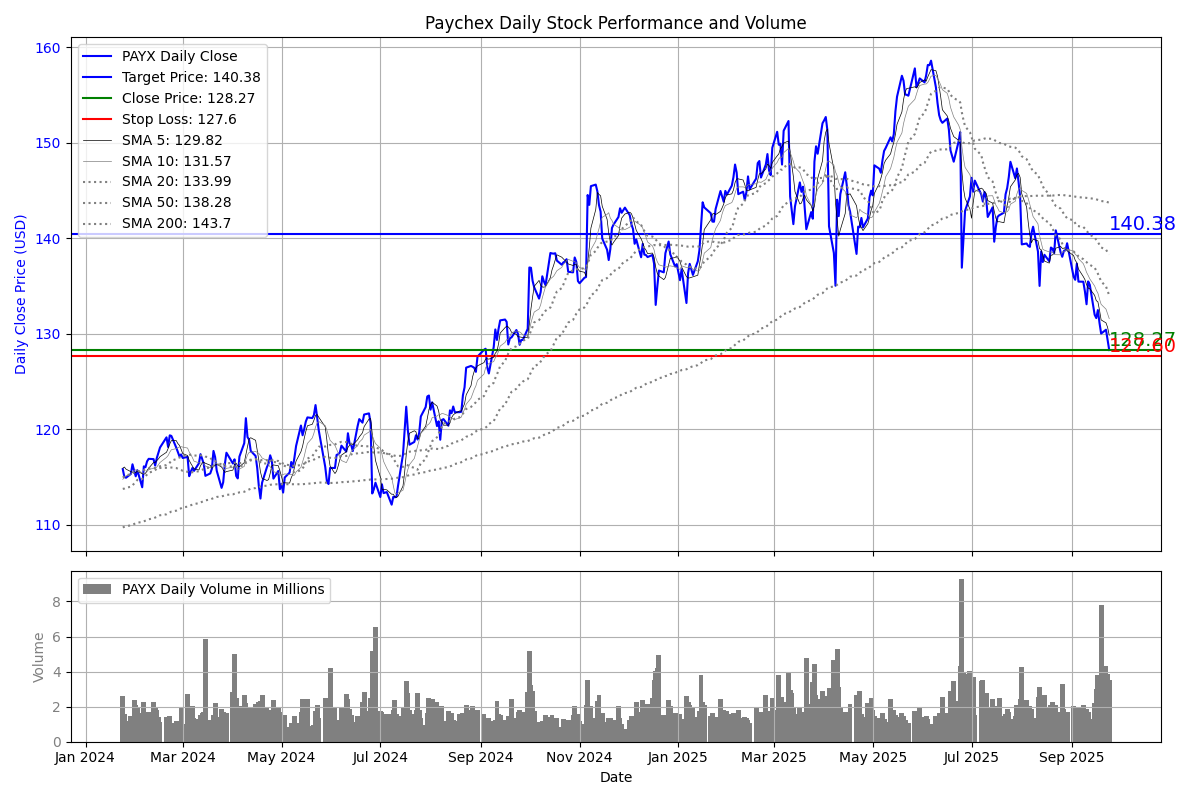 Paychex Daily Stock Performance and Volume
160
150
140
130
120
110
Daily Close Price (USD)
PAYX Daily Close
Target Price: 140.38
Close Price: 128.27
Stop Loss: 127.6
SMA 5: 129.82
SMA 10: 131.57
SMA 20: 133.99
SMA 50: 138.28
SMA 200: 143.7
140.38
128.27
127.60
8
6
4
2
0
Volume
PAYX Daily Volume in Millions
Jan 2024 Mar 2024 May 2024 Jul 2024 Sep 2024 Nov 2024 Jan 2025 Mar 2025 May 2025 Jul 2025 Sep 2025
Date